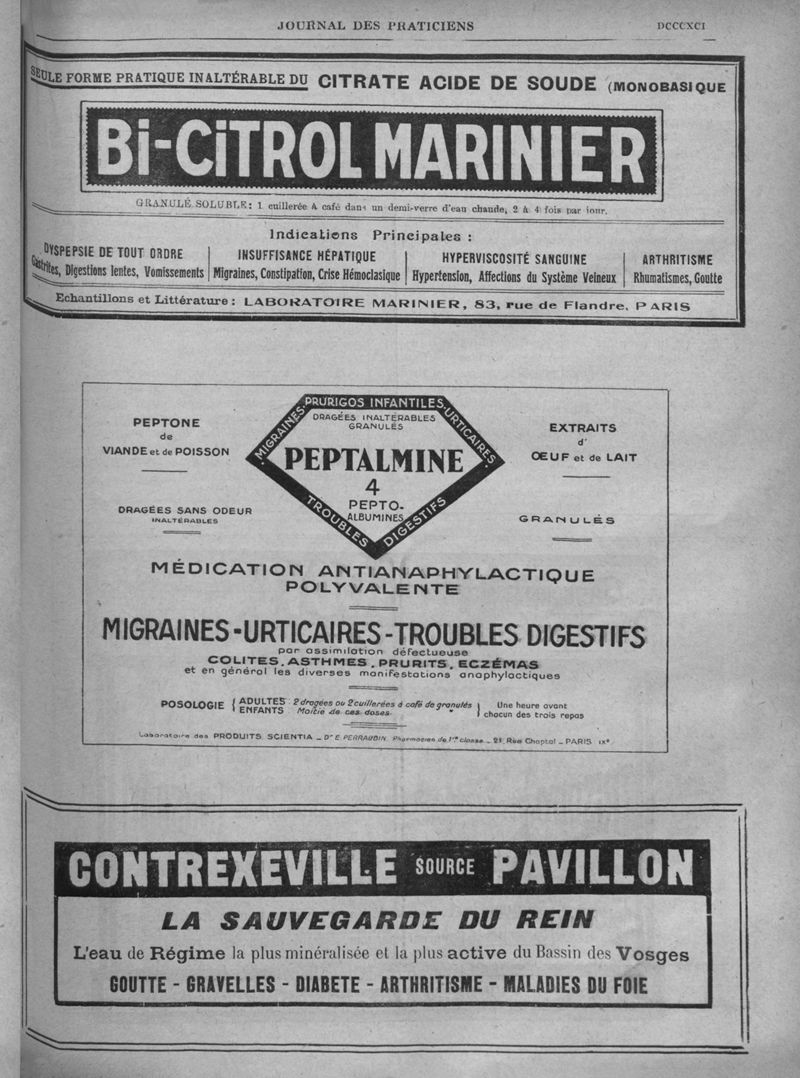 JOURNAL DES PRATICIENS DCCCXCI
SEULE FORME PRATIQUE INALTÉRABLE DU CITRATE ACIDE DE SOUDE (MONOBASIQUE
Bi-CiTROL MARINIER
GRANULÉ SOLUBLE: 1 cuillerée à café dans un demi-verre d'eau chaude, 2 à 4 fois par jour.
Indications Principales :
DYSPEPSIE DE TOUT ORDRE
Gastrites, Digestions lentes, Vomissements
INSUFFISANCE HÉPATIQUE
Migraines, Constipation, Crise Hémoclasique
HYPERVISCOSITÉ SANGUINE
Hypertension, Affections du Système Veineux
ARTHRITISME
Rhumatismes, Goutte
Echantillons et Littérature : LABORATOIRE MARINIER, 83, rue de Flandre, PARIS
PEPTONE
de
VIANDE et de POISSON
DRAGÉES SANS ODEUR
INALTÉRABLES
PRURIGOS INFANTILES
MIGRAINES
URTICAIRES
DRAGÉES INALTÉRABLES
GRANULÉS
PEPTALMINE
4
PEPTO-
ALBUMINES
TROUBLES DIGESTIFS
EXTRAITS
d'
ŒUF et de LAIT
GRANULÉS
MÉDICATION ANTIANAPHYLACTIQUE
POLYVALENTE
MIGRAINES-URTICAIRES-TROUBLES DIGESTIFS
par assimilation défectueuse
COLITES, ASTHMES, PRURITS, ECZÉMAS
et en général les diverses manifestations anaphylactiques
POSOLOGIE
ADULTES : 2 dragées ou 2 cuillerées à café de granulés
ENFANTS Moitié de ces doses. "
Une heure avant
chacun des trois repas
Laboratoire des PRODUITS SCIENTIA _ Dr E. PERRAUDIN, Pharmacien de 1re classe _ 21, Rue Chaptal _ PARIS IXe
CONTREXEVILLE SOURCE PAVILLON
LA SAUVEGARDE DU REIN
L'eau de Régime la plus minéralisée et la plus active du Bassin des Vosges
GOUTTE - GRAVELLES - DIABETE - ARTHRITISME - MALADIES DU FOIE